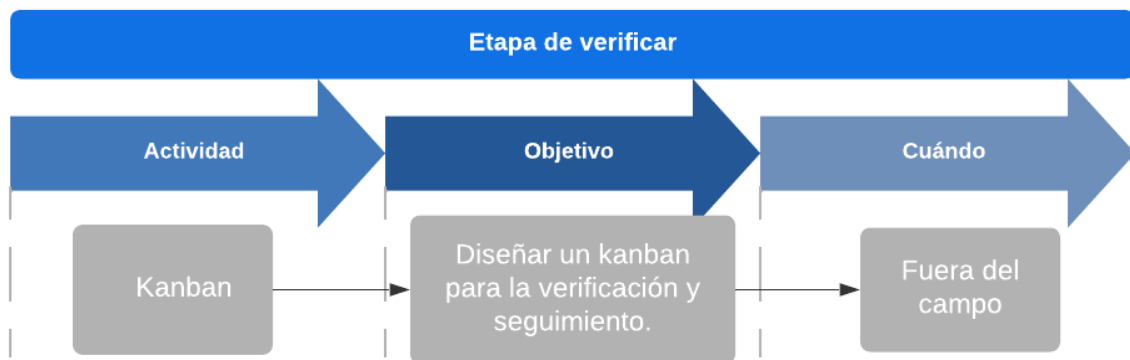 Etapa de verificar
Actividad
Objetivo
Cuándo
Kanban
Diseñar un kanban
para la verificación y
seguimiento.
Fuera del
campo